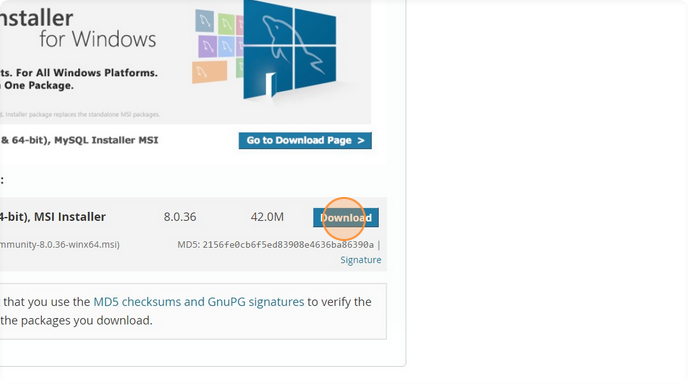 nstaller
for Windows
ts. For All Windows Platforms.
One Package.
Installer package replaces the standalone MSI packages.
& 64-bit), MySQL Installer MSI
Go to Download Page >
:
4-bit), MSI Installer 8.0.36 42.0M Download
mmunity-8.0.36-winx64.msi) MD5: 2156fe0cb6f5ed83908e4636ba86390a |
Signature
that you use the MD5 checksums and GnuPG signatures to verify the
the packages you download.